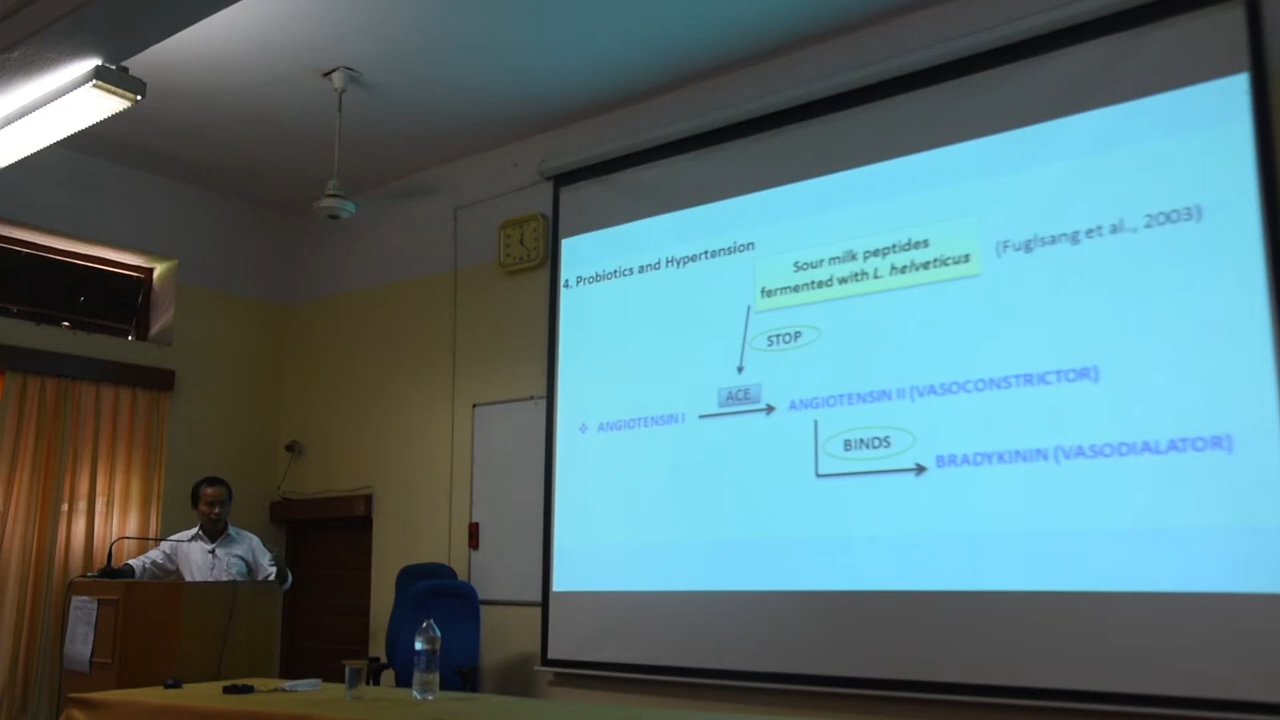 4. Probiotics and Hypertension
Sour milk peptides
fermented with L. helveticus
(Fuglsang et al., 2003)
STOP
ACE
ANGIOTENSIN I
ANGIOTENSIN II (VASOCONSTRICTOR)
BINDS
BRADYKININ (VASODIALATOR)